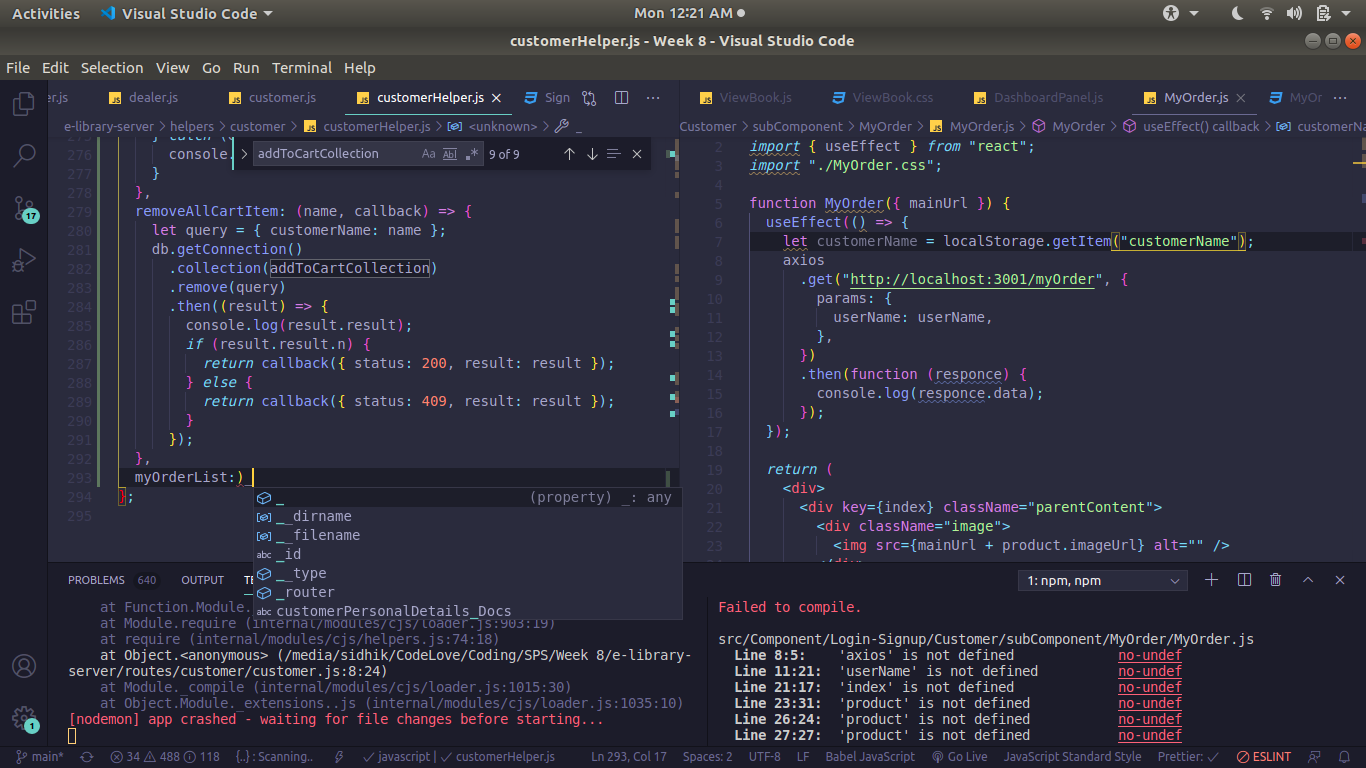 Activities Visual Studio Code Mon 12:21 AM
customerHelper.js - Week 8 - Visual Studio Code
File Edit Selection View Go Run Terminal Help
er.js dealer.js customer.js customerHelper.js Sign ···
e-library-server > helpers > customer > customerHelper.js > <unknown> > _
addToCartCollection Aa Abl .* 9 of 9
276 console.
277 }
278 },
279 removeAllCartItem: (name, callback) => {
280 let query = { customerName: name };
281 db.getConnection()
282 .collection(addToCartCollection)
283 .remove(query)
284 .then((result) => {
285 console.log(result.result);
286 if (result.result.n) {
287 return callback({ status: 200, result: result });
288 } else {
289 return callback({ status: 409, result: result });
290 }
291 });
292 },
293 myOrderList:)
294 };
295
_ (property) _: any
__dirname
__filename
_id
__type
_router
customerPersonalDetails_Docs
ViewBook.js ViewBook.css DashboardPanel.js MyOrder.js MyOr ···
Customer > subComponent > MyOrder > MyOrder.js > MyOrder > useEffect() callback > customerNa
2 import { useEffect } from "react";
3 import "./MyOrder.css";
4
5 function MyOrder({ mainUrl }) {
6 useEffect(() => {
7 let customerName = localStorage.getItem("customerName");
8 axios
9 .get("http://localhost:3001/myOrder", {
10 params: {
11 userName: userName,
12 },
13 })
14 .then(function (responce) {
15 console.log(responce.data);
16 });
17 });
18
19 return (
20 <div>
21 <div key={index} className="parentContent">
22 <div className="image">
23 <img src={mainUrl + product.imageUrl} alt="" />
PROBLEMS 640 OUTPUT TE
1: npm, npm
at Function.Module.
at Module.require (internal/modules/cjs/loader.js:903:19)
at require (internal/modules/cjs/helpers.js:74:18)
at Object.<anonymous> (/media/sidhik/CodeLove/Coding/SPS/Week 8/e-library-
server/routes/customer/customer.js:8:24)
at Module._compile (internal/modules/cjs/loader.js:1015:30)
at Object.Module._extensions..js (internal/modules/cjs/loader.js:1035:10)
[nodemon] app crashed - waiting for file changes before starting...
Failed to compile.
src/Component/Login-Signup/Customer/subComponent/MyOrder/MyOrder.js
Line 8:5: 'axios' is not defined no-undef
Line 11:21: 'userName' is not defined no-undef
Line 21:17: 'index' is not defined no-undef
Line 23:31: 'product' is not defined no-undef
Line 26:24: 'product' is not defined no-undef
Line 27:27: 'product' is not defined no-undef
17
1
main* 34 488 118 {..} : Scanning.. javascript | customerHelper.js Ln 293, Col 17 Spaces: 2 UTF-8 LF Babel JavaScript Go Live JavaScript Standard Style Prettier: ESLINT